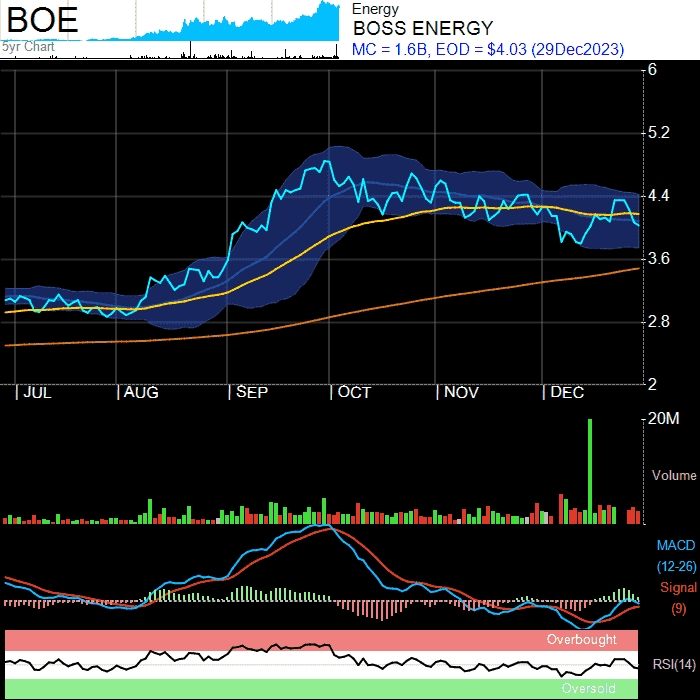 BOE
5yr Chart
Energy
BOSS ENERGY
MC = 1.6B, EOD = $4.03 (29Dec2023)
6
5.2
4.4
3.6
2.8
2
JUL AUG SEP OCT NOV DEC
20M
Volume
MACD
(12-26)
Signal
(9)
Overbought
RSI(14)
Oversold